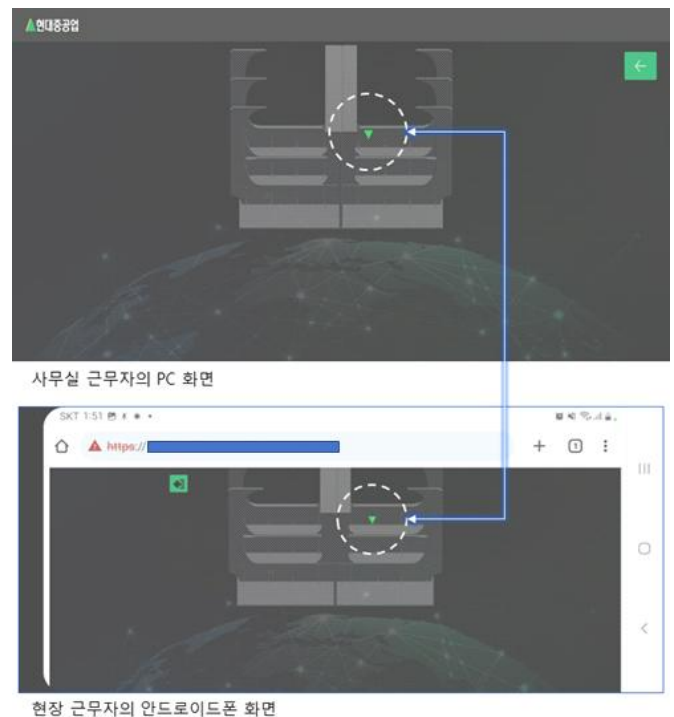 현대중공업
사무실 근무자의 PC 화면
SKT 1:51
https://
1
현장 근무자의 안드로이드폰 화면